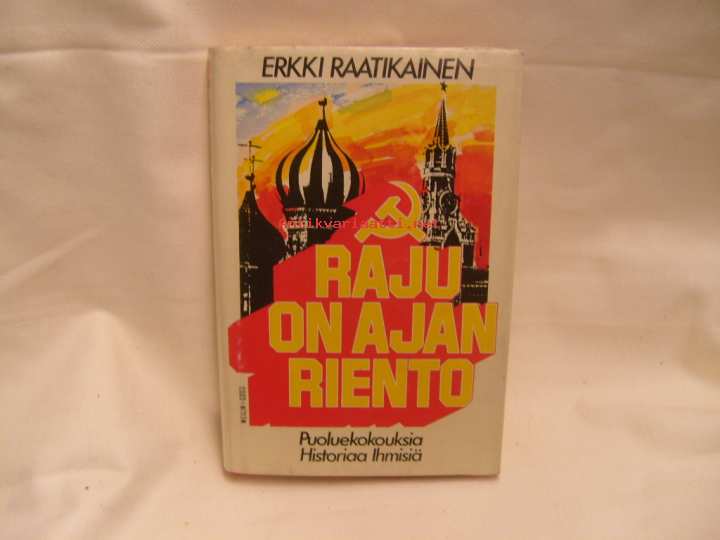 ERKKI RAATIKAINEN
RAJU
ON AJAN
RIENTO
Puoluekokouksia
Historiaa Ihmisiä